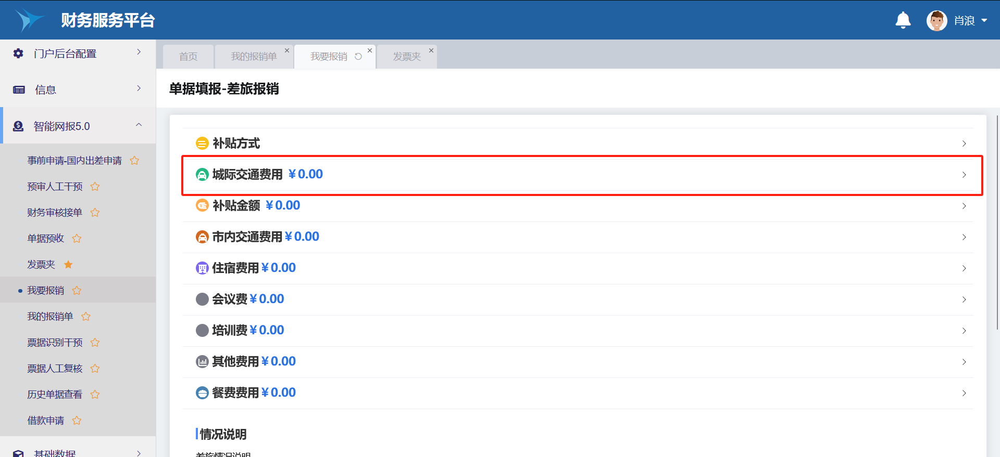 财务服务平台
肖浪
门户后台配置
信息
智能网报5.0
事前申请-国内出差申请
预审人工干预
财务审核接单
单据预收
发票夹
我要报销
我的报销单
票据识别干预
票据人工复核
历史单据查看
借款申请
基础数据
首页
我的报销单
我要报销
发票夹
单据填报-差旅报销
补贴方式
城际交通费用 ¥0.00
补贴金额 ¥0.00
市内交通费用 ¥0.00
住宿费用 ¥0.00
会议费 ¥0.00
培训费 ¥0.00
其他费用 ¥0.00
餐费费用 ¥0.00
情况说明
差旅情况说明